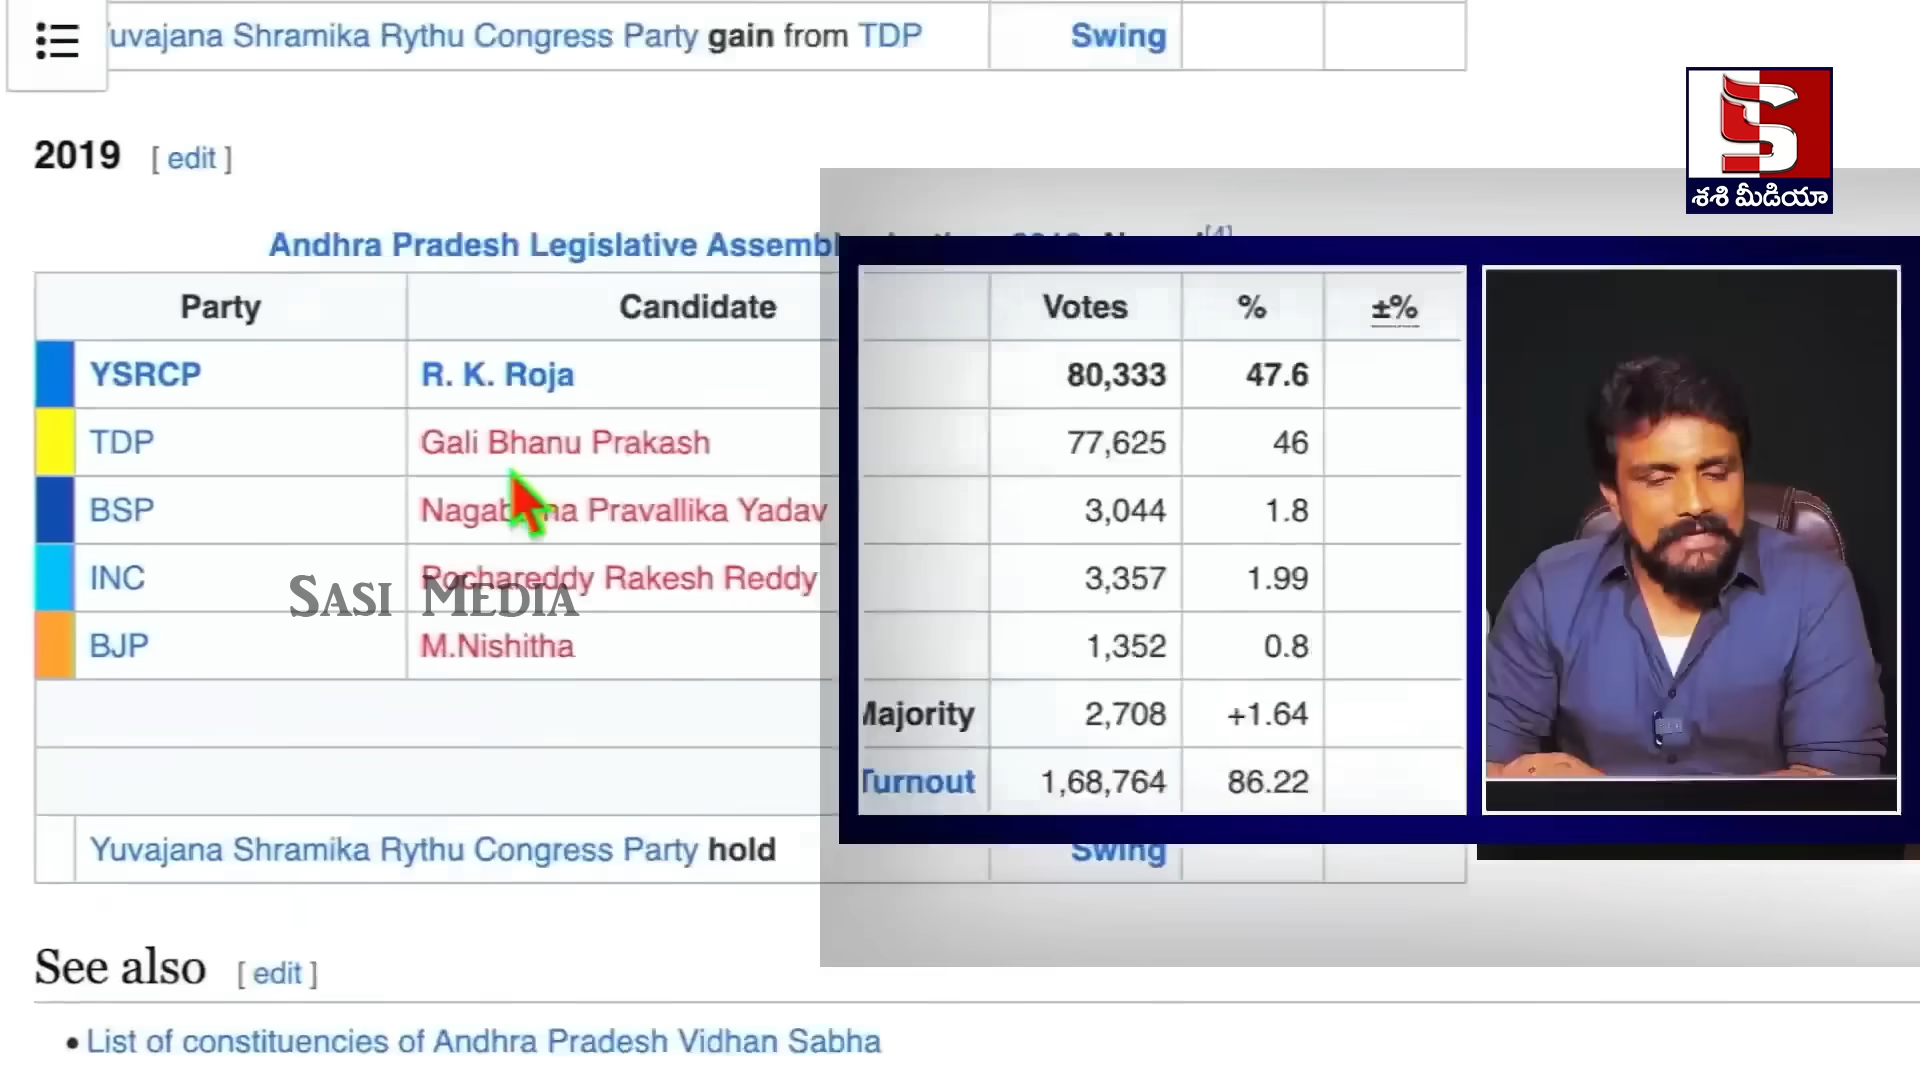 uvajana Shramika Rythu Congress Party gain from TDP Swing
2019 [ edit ]
శశి మీడియా
Andhra Pradesh Legislative [4]
Party Candidate Votes % ±%
YSRCP R. K. Roja 80,333 47.6
TDP Gali Bhanu Prakash 77,625 46
BSP Pravallika Yadav 3,044 1.8
INC Pochareddy Rakesh Reddy 3,357 1.99
SASI MEDIA
BJP M.Nishitha 1,352 0.8
Majority 2,708 +1.64
Turnout 1,68,764 86.22
Yuvajana Shramika Rythu Congress Party hold Swing
See also [ edit ]
• List of constituencies of Andhra Pradesh Vidhan Sabha